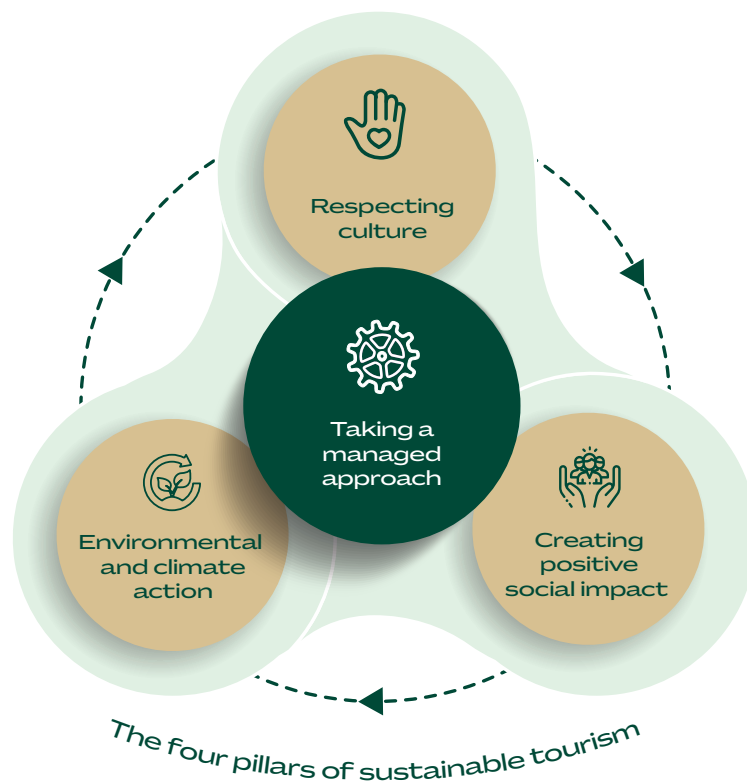 Respecting
culture
Taking a
managed
approach
Environmental
and climate
action
Creating
positive
social impact
The four pillars of sustainable tourism